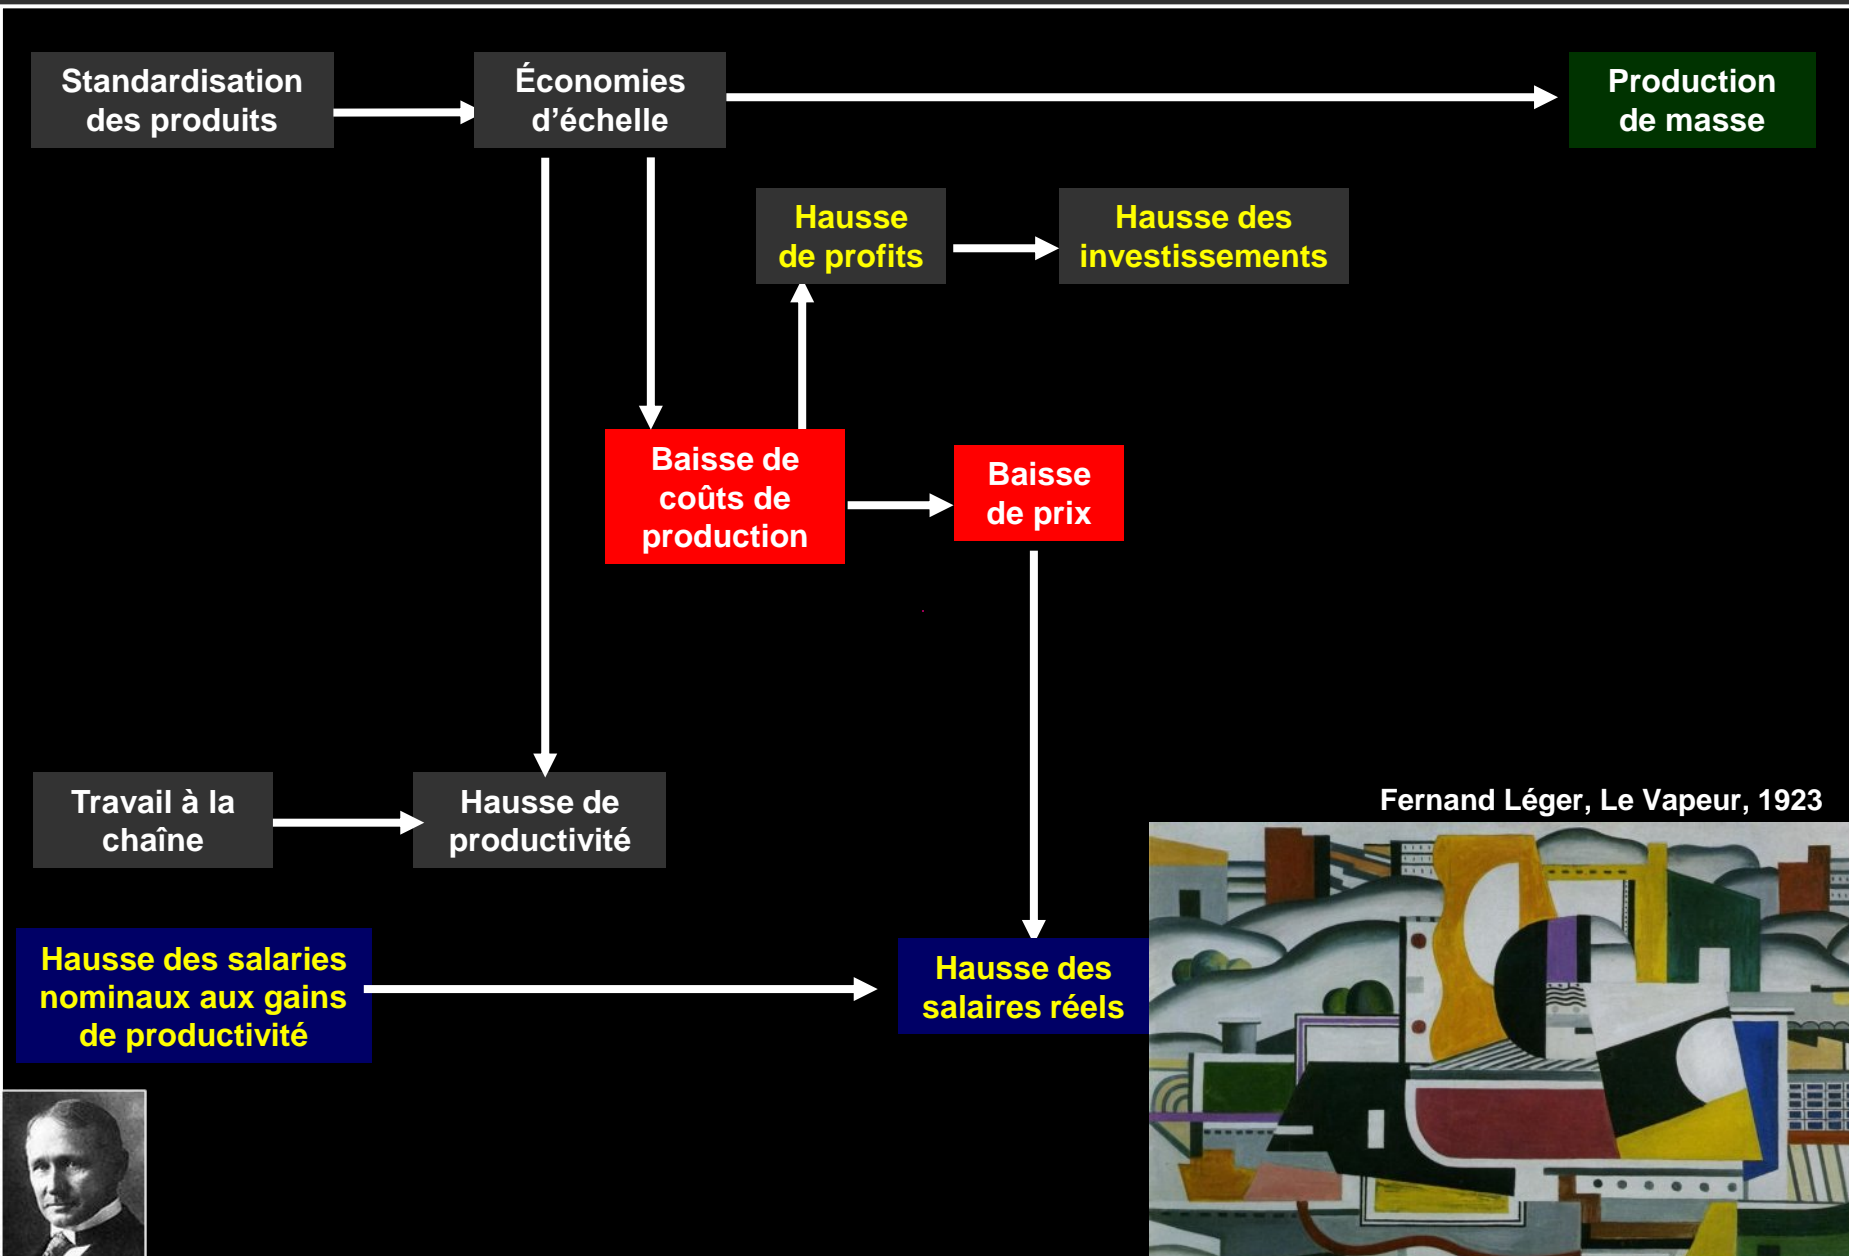 Standardisation
des produits
Économies
d’échelle
Production
de masse
Hausse
de profits
Hausse des
investissements
Baisse de
coûts de
production
Baisse
de prix
Travail à la
chaîne
Hausse de
productivité
Fernand Léger, Le Vapeur, 1923
Hausse des salaries
nominaux aux gains
de productivité
Hausse des
salaires réels